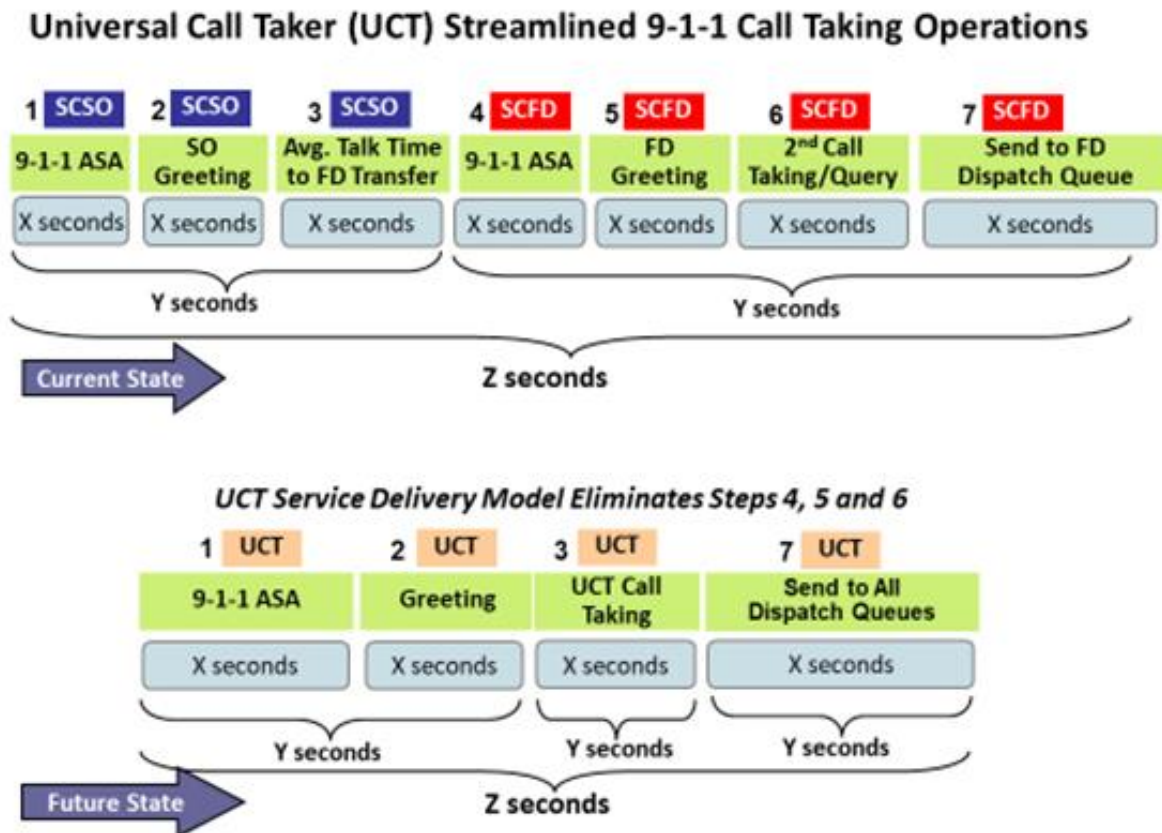 Universal Call Taker (UCT) Streamlined 9-1-1 Call Taking Operations
1 SCSO 2 SCSO 3 SCSO 4 SCFD 5 SCFD 6 SCFD 7 SCFD
9-1-1 ASA
SO
Greeting
Avg. Talk Time
to FD Transfer
9-1-1 ASA
FD
Greeting
2nd Call
Taking/Query
Send to FD
Dispatch Queue
X seconds X seconds X seconds X seconds X seconds X seconds X seconds
Y seconds Y seconds
Z seconds
Current State
UCT Service Delivery Model Eliminates Steps 4, 5 and 6
1 UCT 2 UCT 3 UCT 7 UCT
9-1-1 ASA
Greeting
UCT Call
Taking
Send to All
Dispatch Queues
X seconds X seconds X seconds X seconds
Y seconds Y seconds Y seconds
Z seconds
Future State